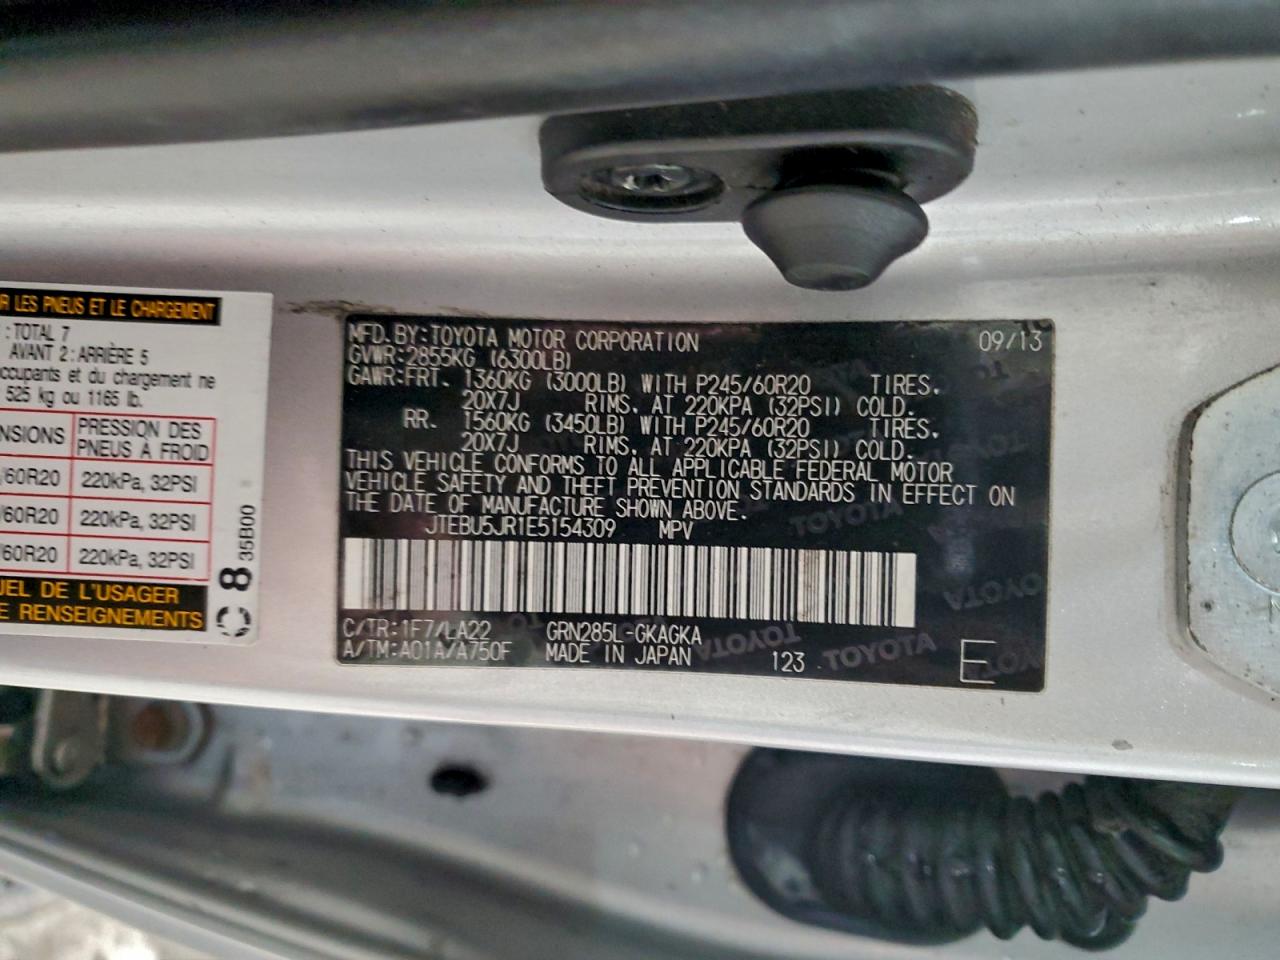 R LES PNEUS ET LE CHARGEMENT
: TOTAL 7
AVANT 2 : ARRIÈRE 5
ccupants et du chargement ne
525 kg ou 1165 lb.
ENSIONS PRESSION DES PNEUS À FROID
/60R20 220kPa, 32PSI
/60R20 220kPa, 32PSI
/60R20 220kPa, 32PSI
UEL DE L'USAGER
E RENSEIGNEMENTS
8 35B00
MFD. BY: TOYOTA MOTOR CORPORATION 09/13
GVWR: 2855KG (6300LB)
GAWR: FRT. 1360KG (3000LB) WITH P245/60R20 TIRES.
20X7J RIMS. AT 220KPA (32PSI) COLD.
RR. 1560KG (3450LB) WITH P245/60R20 TIRES.
20X7J RIMS. AT 220KPA (32PSI) COLD.
THIS VEHICLE CONFORMS TO ALL APPLICABLE FEDERAL MOTOR
VEHICLE SAFETY AND THEFT PREVENTION STANDARDS IN EFFECT ON
THE DATE OF MANUFACTURE SHOWN ABOVE.
JTEBU5JR1E5154309 MPV
C/TR: 1F7/LA22 GRN285L-GKAGKA
A/TM: A01A/A750F MADE IN JAPAN 123 E
TOYOTA
TOYOTA
TOYOTA
TOYOTA